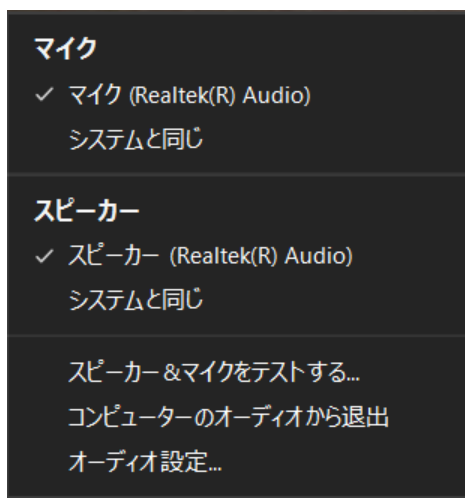 マイク
✓ マイク (Realtek(R) Audio)
システムと同じ
スピーカー
✓ スピーカー (Realtek(R) Audio)
システムと同じ
スピーカー&マイクをテストする...
コンピューターのオーディオから退出
オーディオ設定...